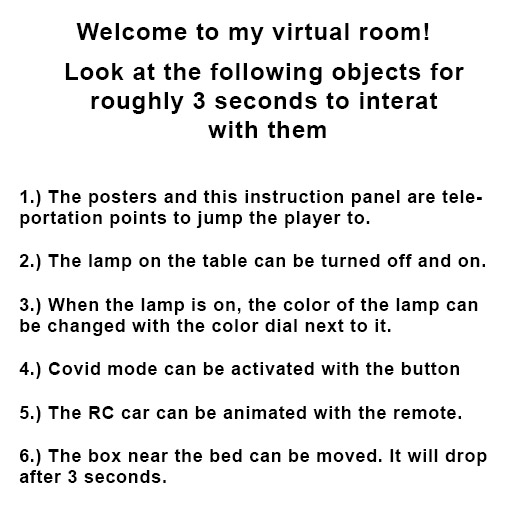 Welcome to my virtual room!
Look at the following objects for
roughly 3 seconds to interat
with them
1.) The posters and this instruction panel are tele-
portation points to jump the player to.
2.) The lamp on the table can be turned off and on.
3.) When the lamp is on, the color of the lamp can
be changed with the color dial next to it.
4.) Covid mode can be activated with the button
5.) The RC car can be animated with the remote.
6.) The box near the bed can be moved. It will drop
after 3 seconds.